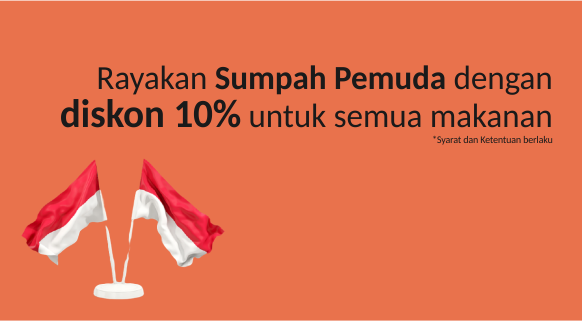 Rayakan Sumpah Pemuda dengan
diskon 10% untuk semua makanan
*Syarat dan Ketentuan berlaku